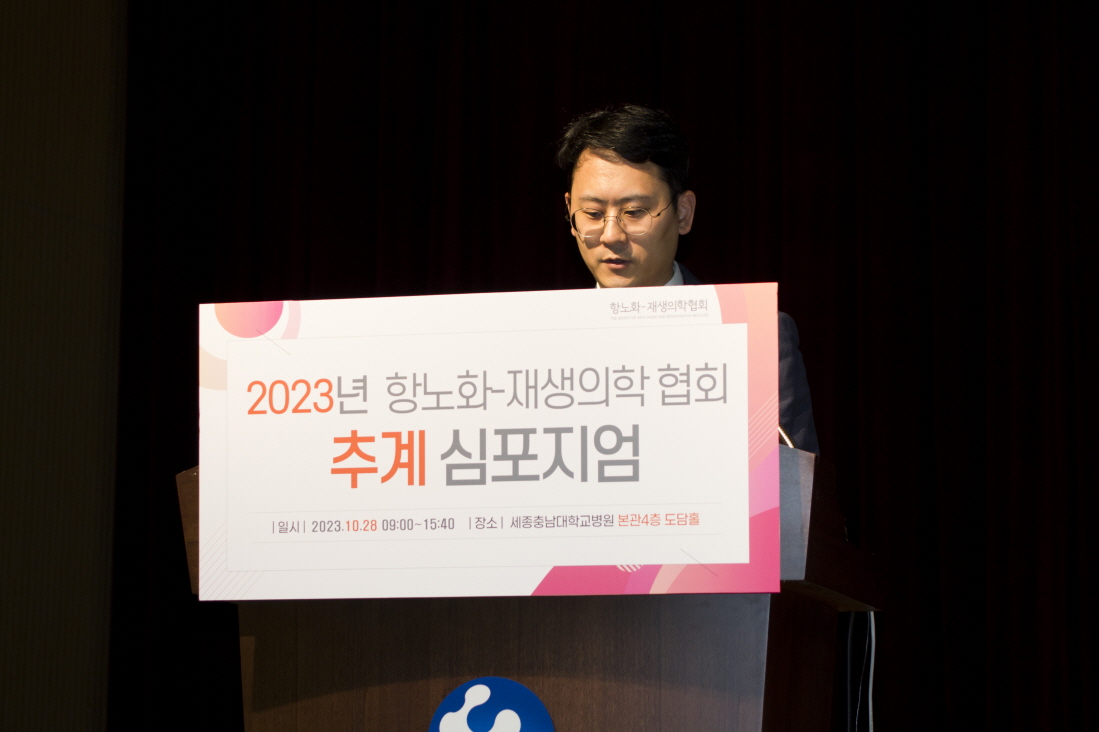 항노화-재생의학협회
2023년 항노화-재생의학 협회
추계 심포지엄
|일시| 2023.10.28 09:00~15:40 |장소| 세종충남대학교병원 본관4층 도담홀